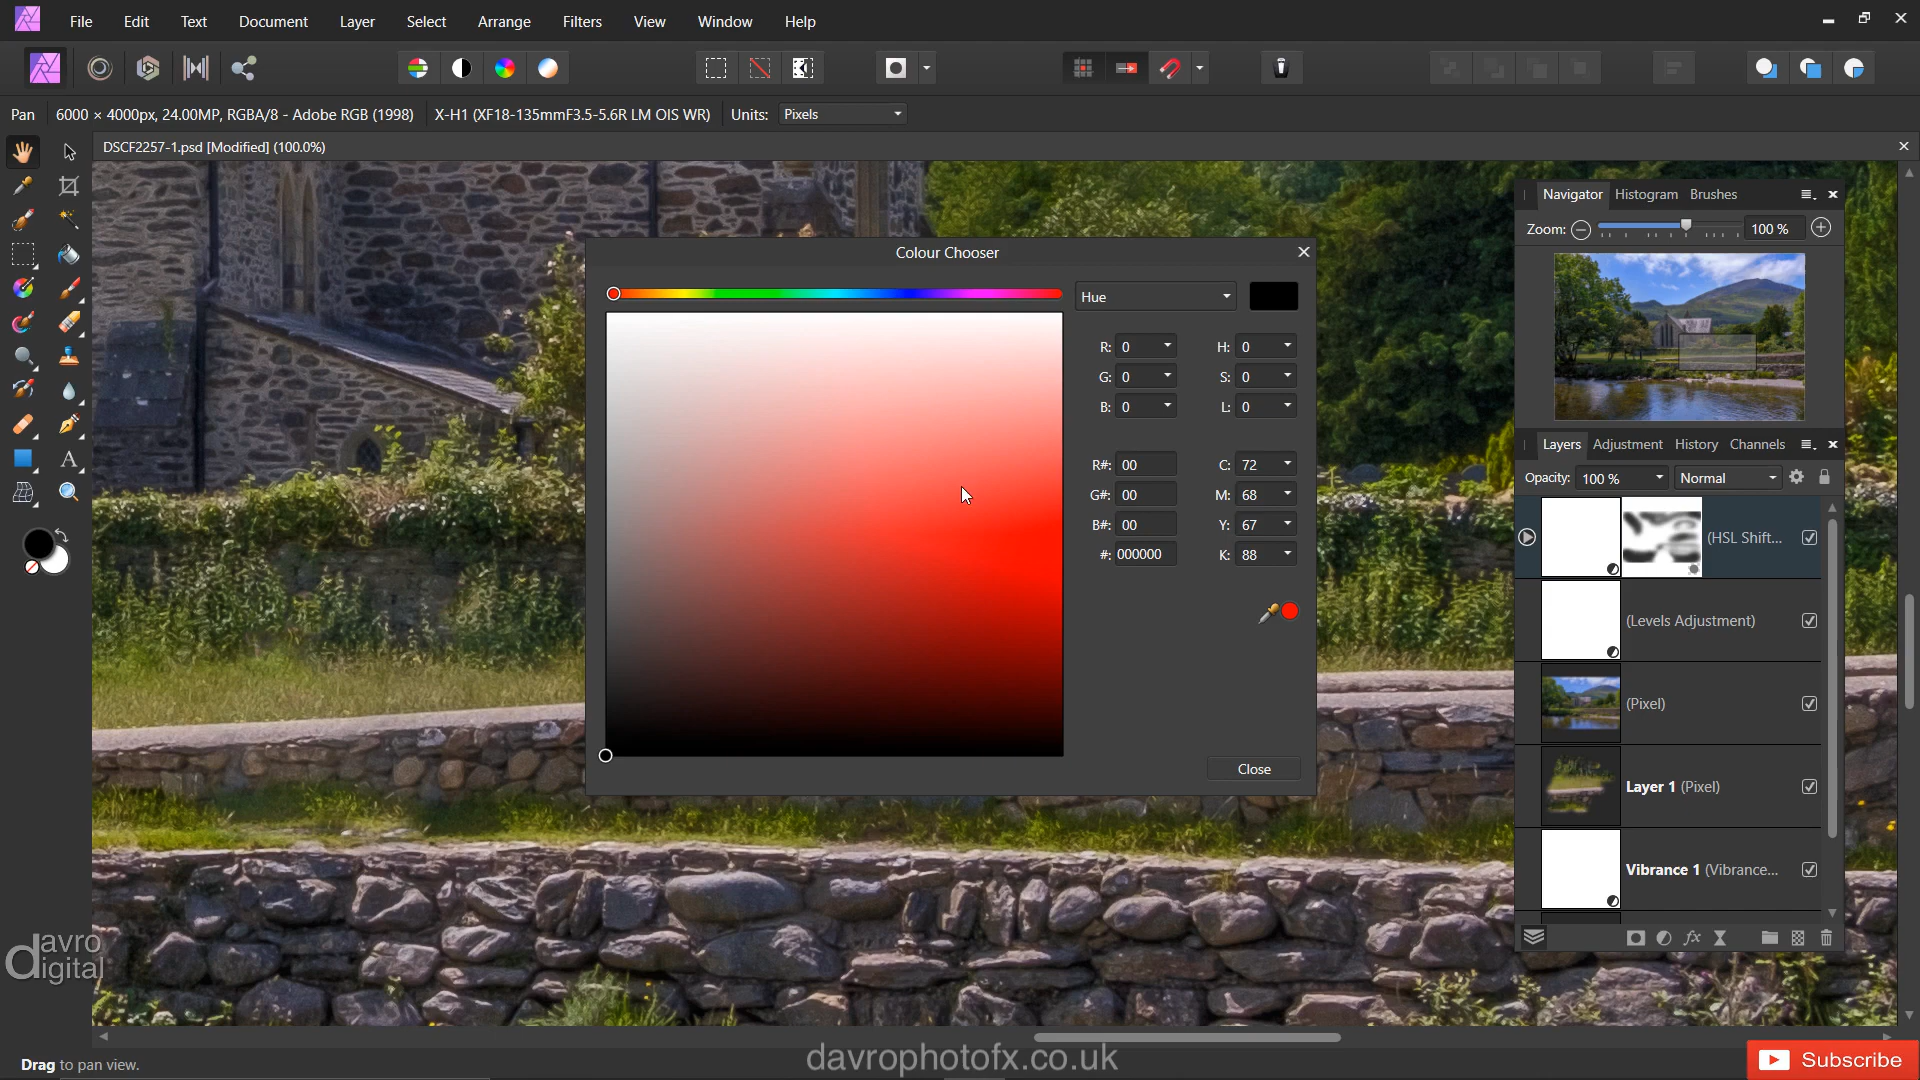 File Edit Text Document Layer Select Arrange Filters View Window Help
Pan 6000 × 4000px, 24.00MP, RGBA/8 - Adobe RGB (1998) X-H1 (XF18-135mmF3.5-5.6R LM OIS WR) Units: Pixels
DSCF2257-1.psd [Modified] (100.0%)
Navigator Histogram Brushes
Zoom: 100 %
Colour Chooser
Hue
R: 0 H: 0
G: 0 S: 0
B: 0 L: 0
R#: 00 C: 72
G#: 00 M: 68
B#: 00 Y: 67
#: 000000 K: 88
Close
Layers Adjustment History Channels
Opacity: 100 % Normal
(HSL Shift...
(Levels Adjustment)
(Pixel)
Layer 1 (Pixel)
Vibrance 1 (Vibrance...
fx
davro
digital
Drag to pan view.
davrophotofx.co.uk
Subscribe